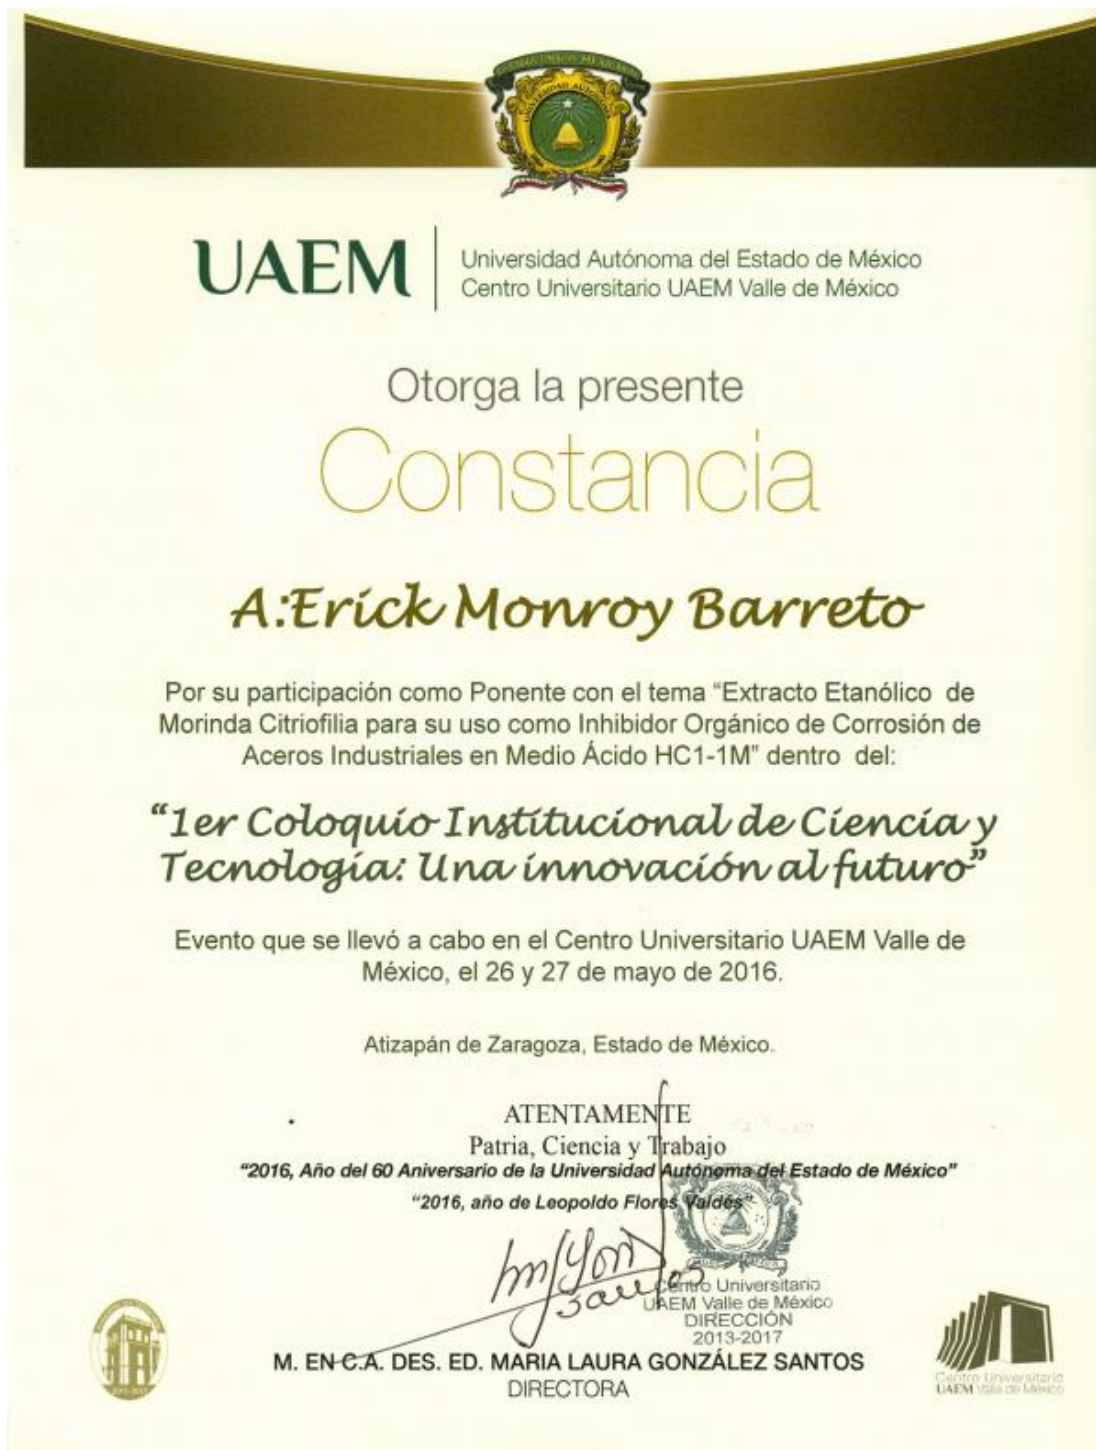 UAEM
Universidad Autónoma del Estado de México
Centro Universitario UAEM Valle de México
Otorga la presente
Constancia
A:Erick Monroy Barreto
Por su participación como Ponente con el tema “Extracto Etanólico de
Morinda Citriofilia para su uso como Inhibidor Orgánico de Corrosión de
Aceros Industriales en Medio Ácido HC1-1M” dentro del:
“1er Coloquio Institucional de Ciencia y
Tecnología: Una innovación al futuro”
Evento que se llevó a cabo en el Centro Universitario UAEM Valle de
México, el 26 y 27 de mayo de 2016.
Atizapán de Zaragoza, Estado de México.
ATENTAMENTE
Patria, Ciencia y Trabajo
“2016, Año del 60 Aniversario de la Universidad Autónoma del Estado de México”
“2016, año de Leopoldo Flores Valdés”
Centro Universitario
UAEM Valle de México
DIRECCIÓN
2013-2017
M. EN C.A. DES. ED. MARIA LAURA GONZÁLEZ SANTOS
DIRECTORA
Centro Universitario
UAEM Valle de México